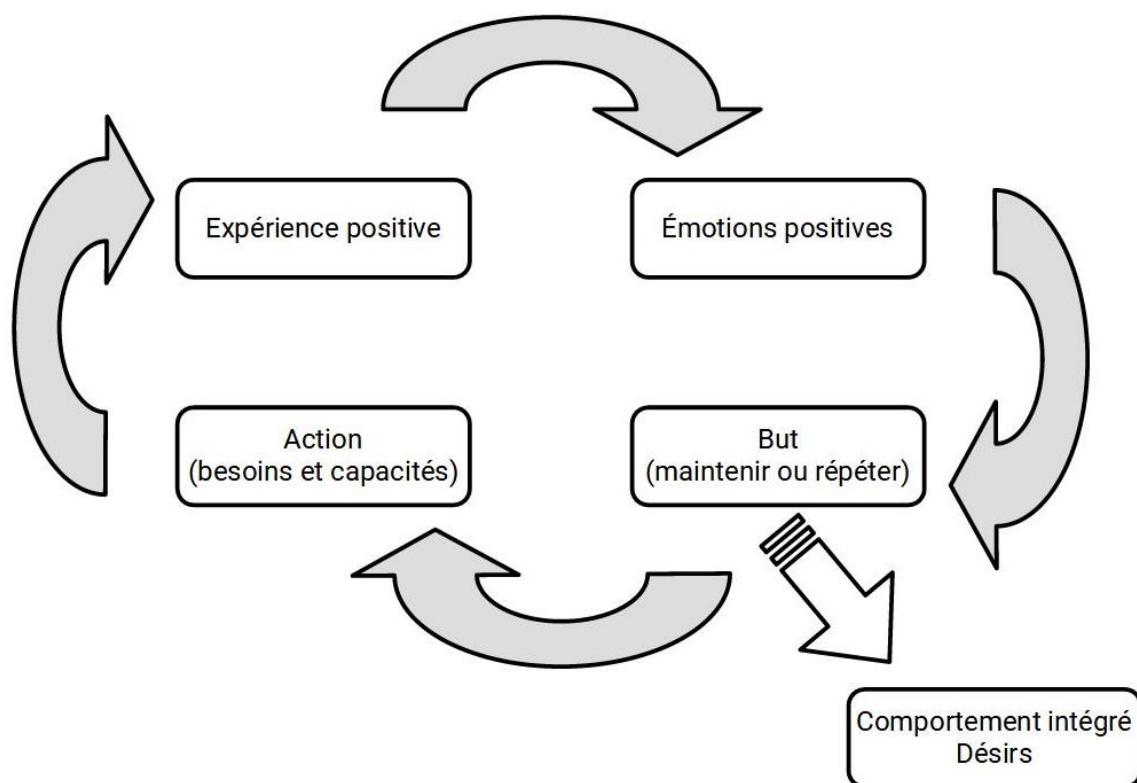 Expérience positive
Émotions positives
Action
(besoins et capacités)
But
(maintenir ou répéter)
Comportement intégré
Désirs